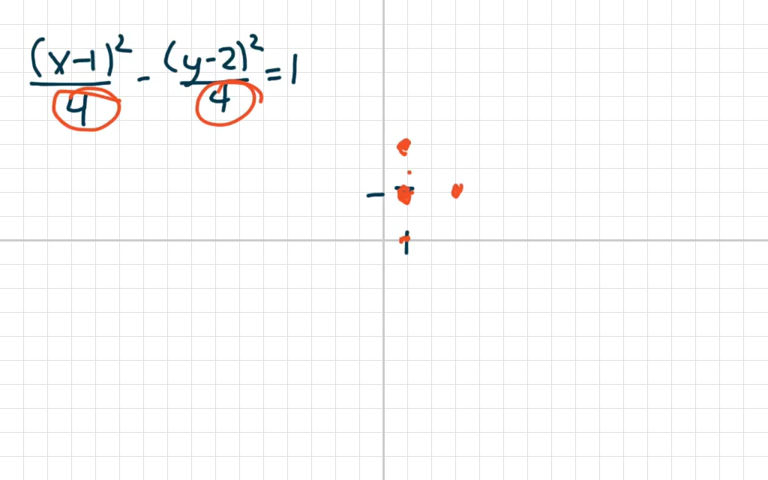 (x-1)²/4 - (y-2)²/4 = 1